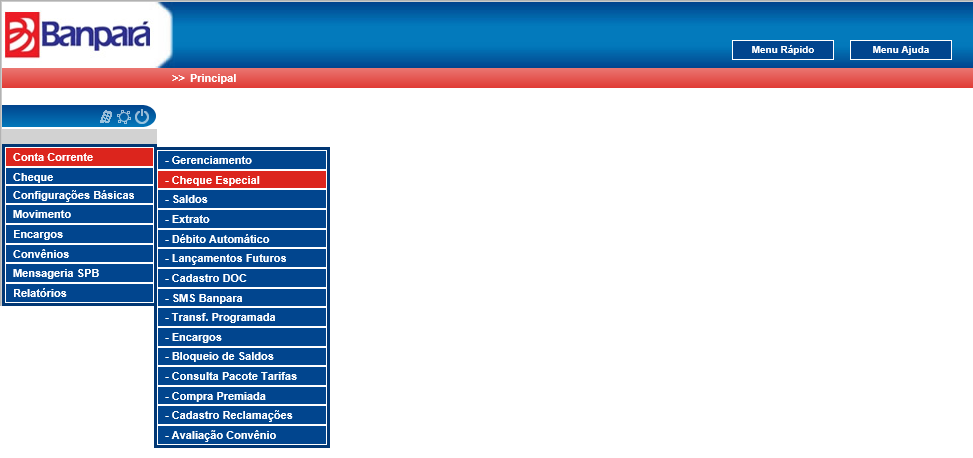 Banpará
Menu Rápido
Menu Ajuda
>> Principal
Conta Corrente
Cheque
Configurações Básicas
Movimento
Encargos
Convênios
Mensageria SPB
Relatórios
- Gerenciamento
- Cheque Especial
- Saldos
- Extrato
- Débito Automático
- Lançamentos Futuros
- Cadastro DOC
- SMS Banpara
- Transf. Programada
- Encargos
- Bloqueio de Saldos
- Consulta Pacote Tarifas
- Compra Premiada
- Cadastro Reclamações
- Avaliação Convênio